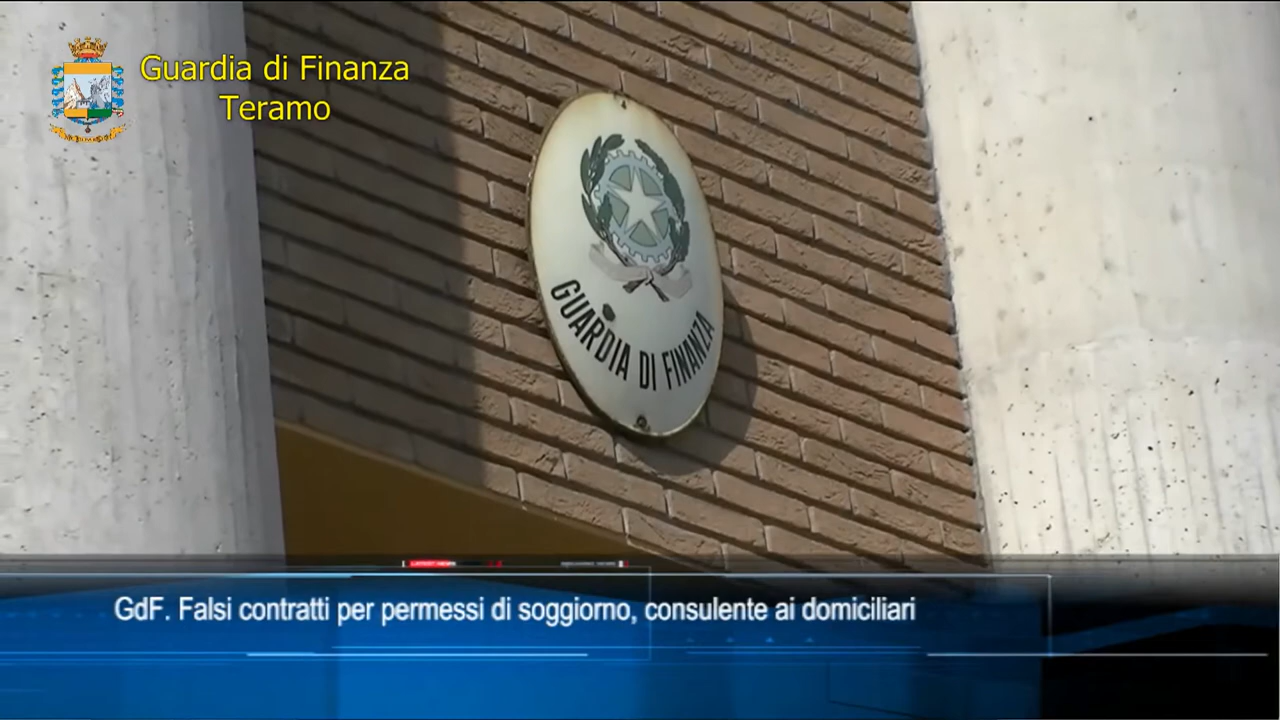 Guardia di Finanza
Teramo
GUARDIA DI FINANZA
GdF. Falsi contratti per permessi di soggiorno, consulente ai domiciliari